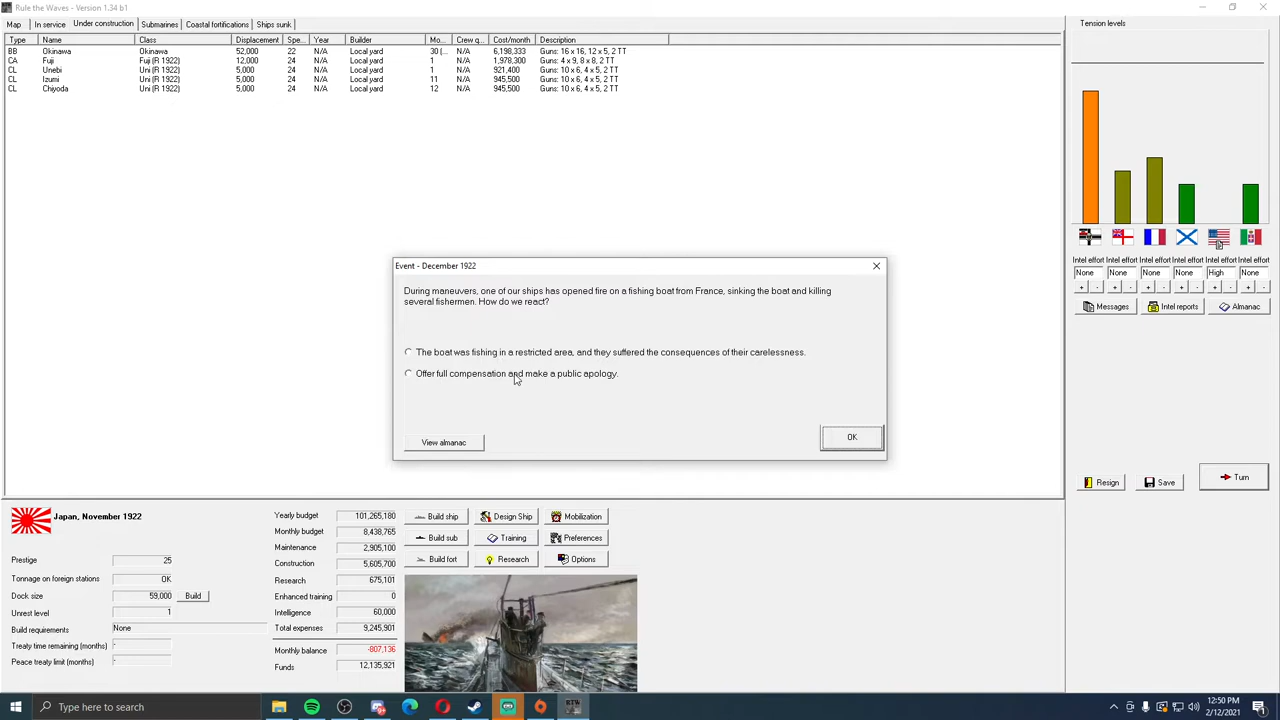 Rule the Waves - Version 1.34 b1
Map In service Under construction Submarines Coastal fortifications Ships sunk
Type Name Class Displacement Spe... Year Builder Mo... Crew q... Cost/month Description
BB Okinawa Okinawa 52,000 22 N/A Local yard 30 (... N/A 6,198,333 Guns: 16 x 16, 12 x 5, 2 TT
CA Fuji Fuji (R 1922) 12,000 24 N/A Local yard 1 N/A 1,978,300 Guns: 4 x 9, 8 x 8, 2 TT
CL Unebi Uni (R 1922) 5,000 24 N/A Local yard 1 N/A 921,400 Guns: 10 x 6, 4 x 5, 2 TT
CL Izumi Uni (R 1922) 5,000 24 N/A Local yard 11 N/A 945,500 Guns: 10 x 6, 4 x 5, 2 TT
CL Chiyoda Uni (R 1922) 5,000 24 N/A Local yard 12 N/A 945,500 Guns: 10 x 6, 4 x 5, 2 TT
Tension levels
Intel effort Intel effort Intel effort Intel effort Intel effort Intel effort
None None None None High None
+ - + - + - + - + - + -
Messages Intel reports Almanac
Event - December 1922
During maneuvers, one of our ships has opened fire on a fishing boat from France, sinking the boat and killing
several fishermen. How do we react?
The boat was fishing in a restricted area, and they suffered the consequences of their carelessness.
Offer full compensation and make a public apology.
View almanac OK
Resign Save Turn
Japan, November 1922
Prestige 25
Tonnage on foreign stations OK
Dock size 59,000 Build
Unrest level 1
Build requirements None
Treaty time remaining (months) -
Peace treaty limit (months) -
Yearly budget 101,265,180
Monthly budget 8,438,765
Maintenance 2,905,100
Construction 5,605,700
Research 675,101
Enhanced training 0
Intelligence 60,000
Total expenses 9,245,901
Monthly balance -807,136
Funds 12,135,921
Build ship Design Ship Mobilization
Build sub Training Preferences
Build fort Research Options
Type here to search
12:50 PM
2/12/2021